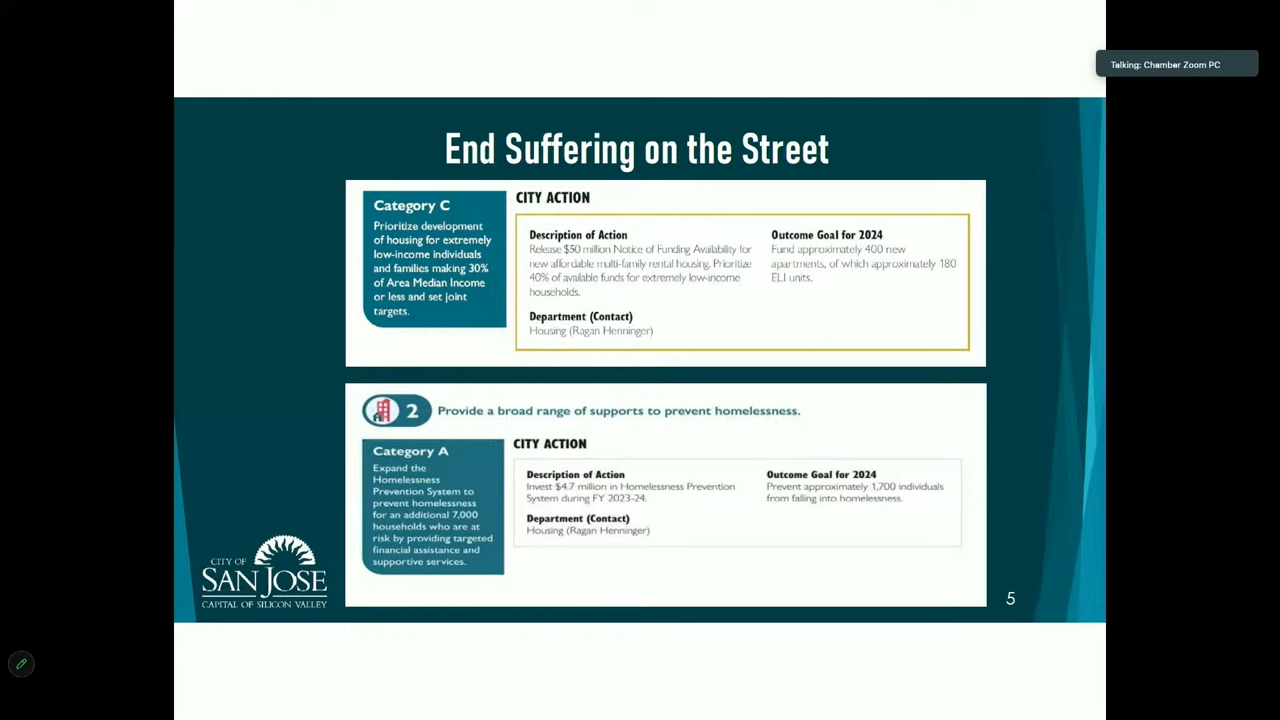 Talking: Chamber Zoom PC
End Suffering on the Street
Category C
Prioritize development
of housing for extremely
low-income individuals
and families making 30%
of Area Median Income
or less and set joint
targets.
CITY ACTION
Description of Action
Release $50 million Notice of Funding Availability for
new affordable multi-family rental housing. Prioritize
40% of available funds for extremely low-income
households.
Department (Contact)
Housing (Ragan Henninger)
Outcome Goal for 2024
Fund approximately 400 new
apartments, of which approximately 180
ELI units.
2 Provide a broad range of supports to prevent homelessness.
Category A
Expand the
Homelessness
Prevention System to
prevent homelessness
for an additional 7,000
households who are at
risk by providing targeted
financial assistance and
supportive services.
CITY ACTION
Description of Action
Invest $4.7 million in Homelessness Prevention
System during FY 2023-24.
Department (Contact)
Housing (Ragan Henninger)
Outcome Goal for 2024
Prevent approximately 1,700 individuals
from falling into homelessness.
CITY OF
SAN JOSE
CAPITAL OF SILICON VALLEY
5